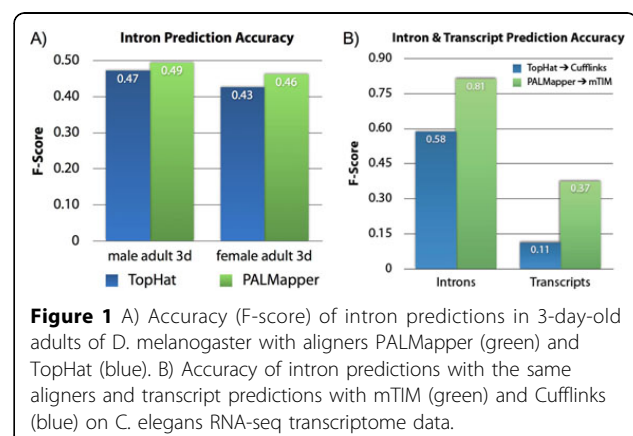 A) Intron Prediction Accuracy
F-Score
0.50
0.40
0.30
0.20
0.10
0
0.47
0.49
0.43
0.46
male adult 3d female adult 3d
TopHat PALMapper
B) Intron & Transcript Prediction Accuracy
F-Score
0.90
0.75
0.60
0.45
0.30
0.15
0
TopHat → Cufflinks
PALMapper → mTIM
0.58
0.81
0.11
0.37
Introns Transcripts
Figure 1 A) Accuracy (F-score) of intron predictions in 3-day-old
adults of D. melanogaster with aligners PALMapper (green) and
TopHat (blue). B) Accuracy of intron predictions with the same
aligners and transcript predictions with mTIM (green) and Cufflinks
(blue) on C. elegans RNA-seq transcriptome data.